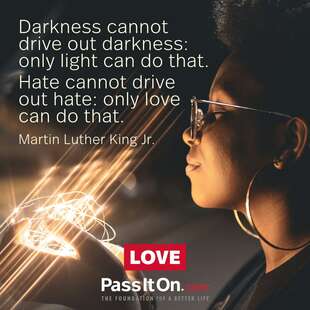 Darkness cannot
drive out darkness:
only light can do that.
Hate cannot drive
out hate: only love
can do that.
Martin Luther King Jr.
LOVE
PassItOn.com
THE FOUNDATION FOR A BETTER LIFE